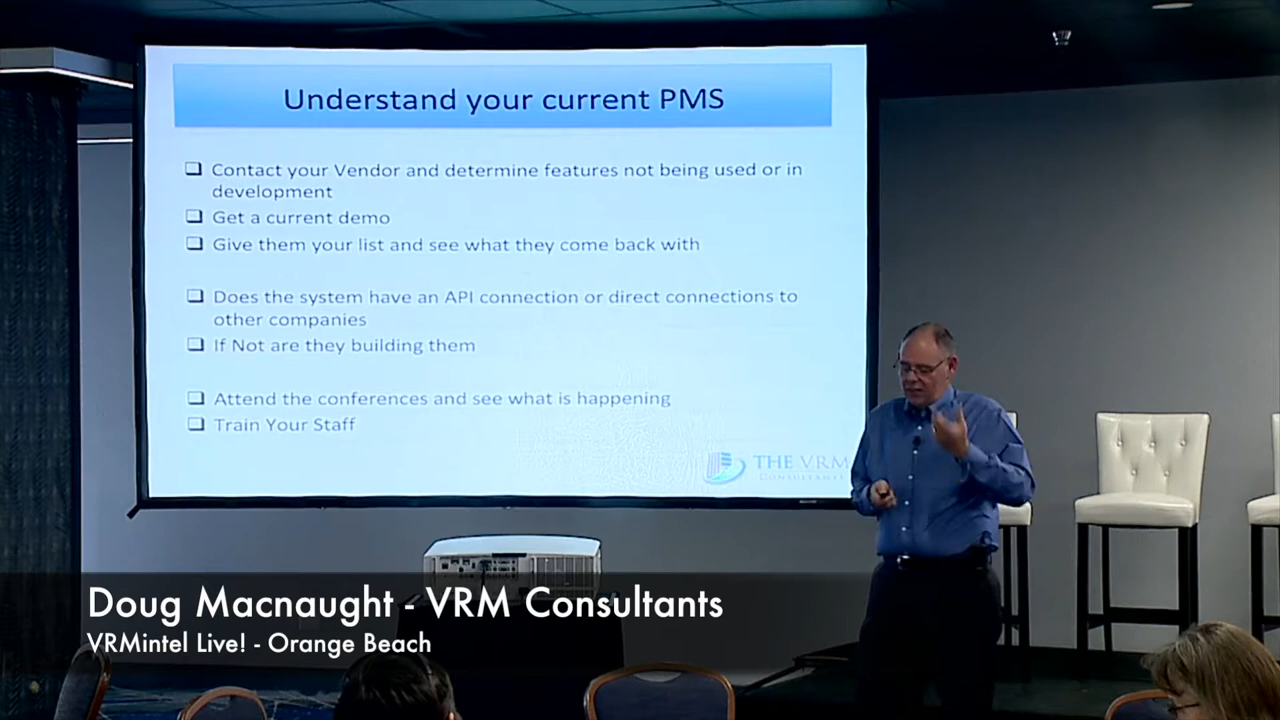 Understand your current PMS
Contact your Vendor and determine features not being used or in
development
Get a current demo
Give them your list and see what they come back with
Does the system have an API connection or direct connections to
other companies
If Not are they building them
Attend the conferences and see what is happening
Train Your Staff
THE VRM
CONSULTANTS
Doug Macnaught - VRM Consultants
VRMintel Live! - Orange Beach